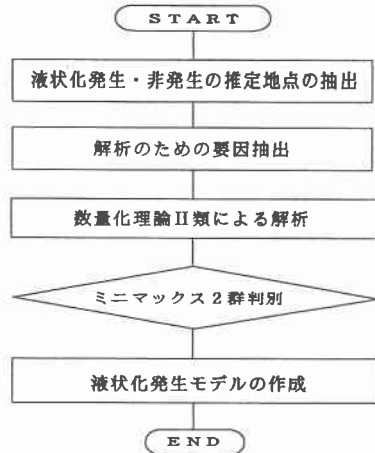 START
液状化発生・非発生の推定地点の抽出
解析のための要因抽出
数量化理論II類による解析
ミニマックス2群判別
液状化発生モデルの作成
END